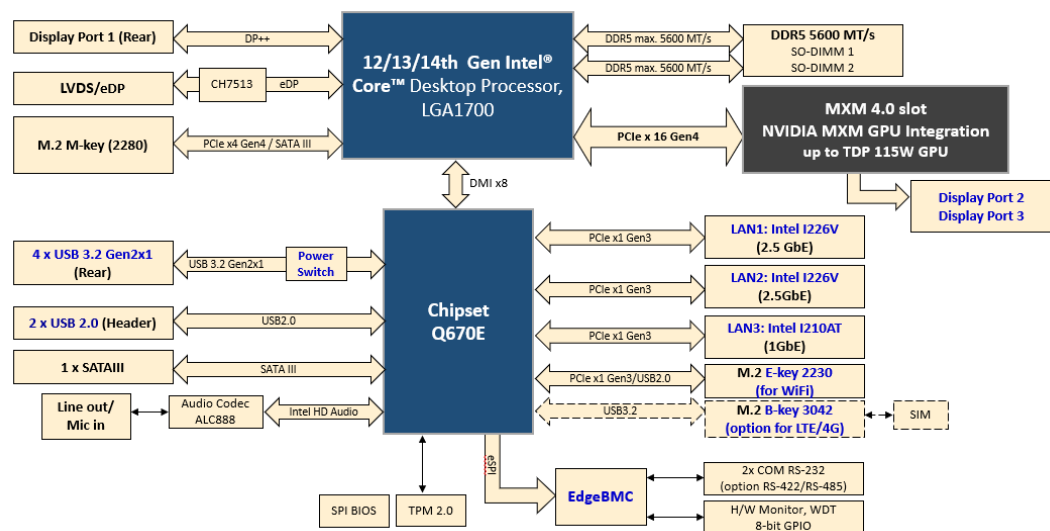 Display Port 1 (Rear)
DP++
12/13/14th Gen Intel®
Core™ Desktop Processor,
LGA1700
DDR5 max. 5600 MT/s
DDR5 max. 5600 MT/s
DDR5 5600 MT/s
SO-DIMM 1
SO-DIMM 2
LVDS/eDP
CH7513
eDP
M.2 M-key (2280)
PCIe x4 Gen4 / SATA III
PCIe x 16 Gen4
MXM 4.0 slot
NVIDIA MXM GPU Integration
up to TDP 115W GPU
DMI x8
Display Port 2
Display Port 3
4 x USB 3.2 Gen2x1
(Rear)
USB 3.2 Gen2x1
Power
Switch
2 x USB 2.0 (Header)
USB2.0
1 x SATAIII
SATA III
Line out/
Mic in
Audio Codec
ALC888
Intel HD Audio
Chipset
Q670E
PCIe x1 Gen3
LAN1: Intel I226V
(2.5 GbE)
PCIe x1 Gen3
LAN2: Intel I226V
(2.5GbE)
PCIe x1 Gen3
LAN3: Intel I210AT
(1GbE)
PCIe x1 Gen3/USB2.0
M.2 E-key 2230
(for WiFi)
USB3.2
M.2 B-key 3042
(option for LTE/4G)
SIM
eSPI
SPI BIOS
TPM 2.0
EdgeBMC
2x COM RS-232
(option RS-422/RS-485)
H/W Monitor, WDT
8-bit GPIO